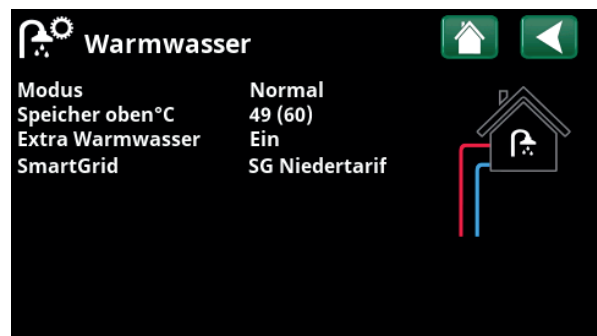 Warmwasser
Modus Normal
Speicher oben°C 49 (60)
Extra Warmwasser Ein
SmartGrid SG Niedertarif